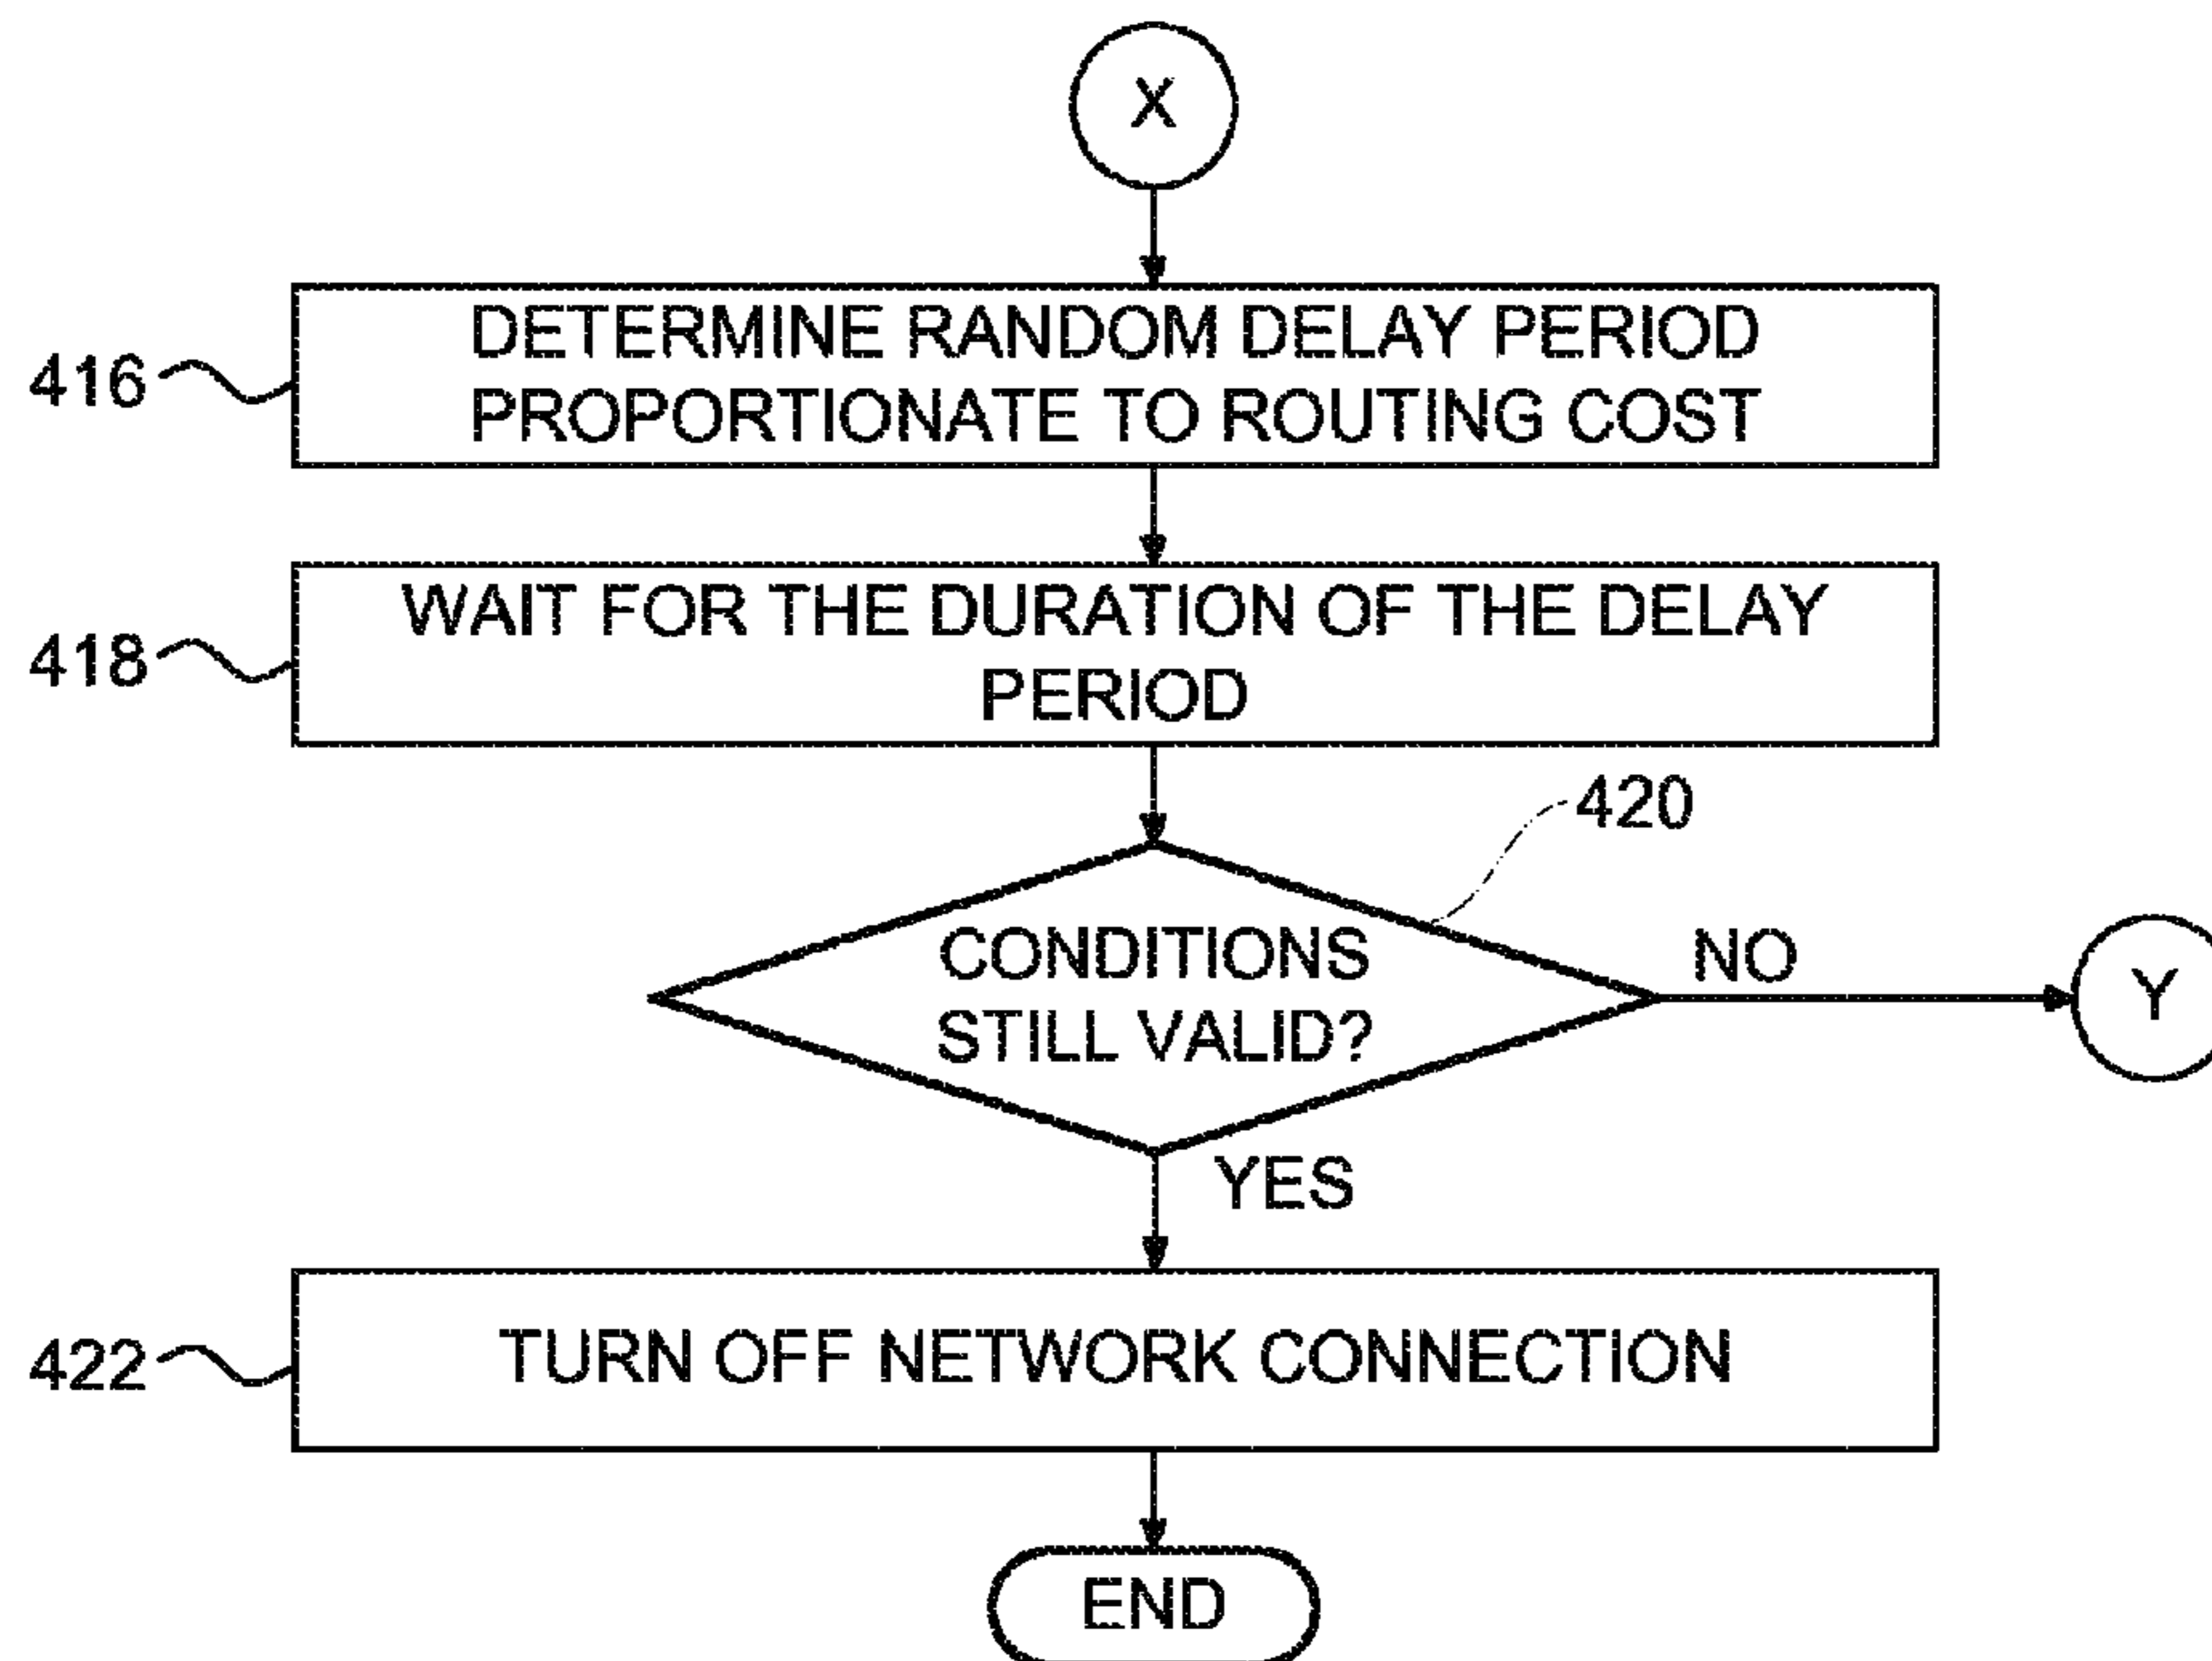 X
DETERMINE RANDOM DELAY PERIOD
PROPORTIONATE TO ROUTING COST
416
WAIT FOR THE DURATION OF THE DELAY
PERIOD
418
420
CONDITIONS
STILL VALID?
NO
Y
YES
TURN OFF NETWORK CONNECTION
422
END